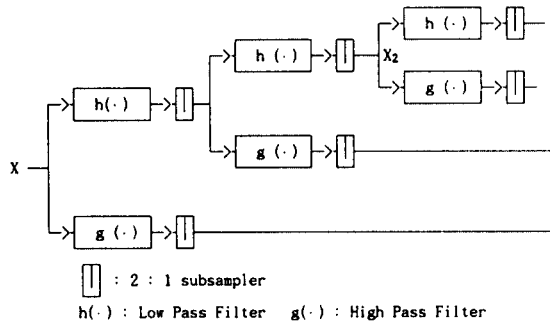 h (·)
h (·)
X₂
h(·)
g (·)
g (·)
X
g (·)
: 2 : 1 subsampler
h(·) : Low Pass Filter g(·) : High Pass Filter